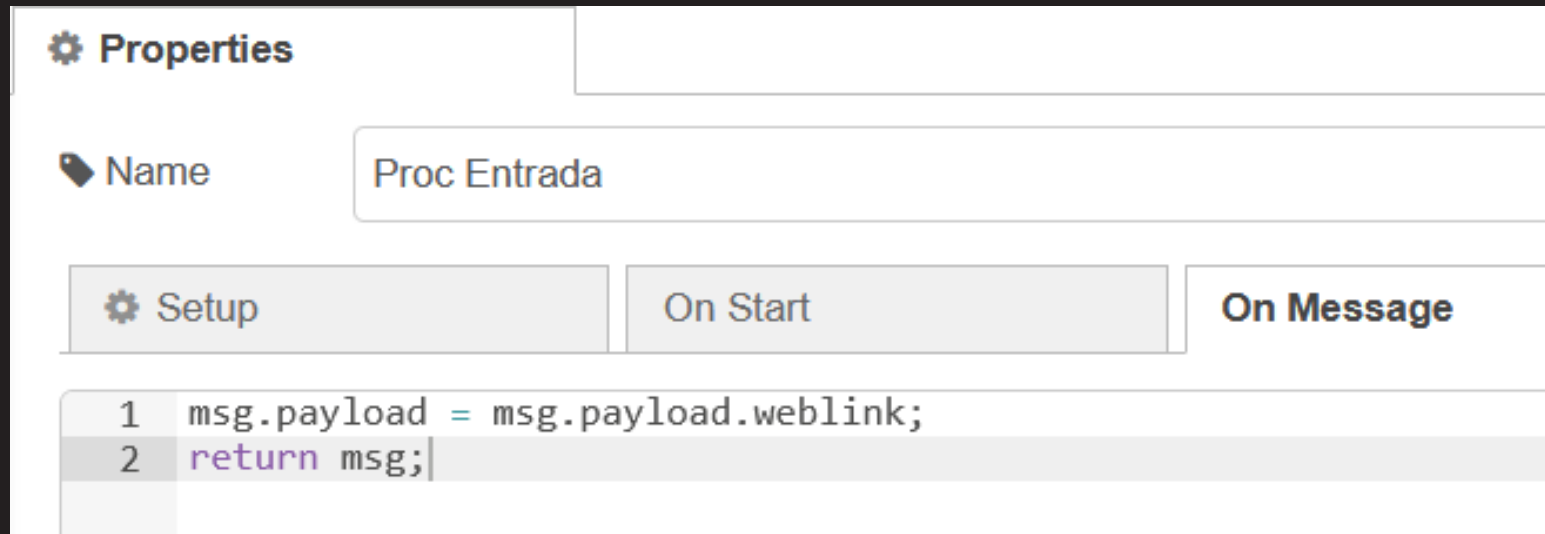 Properties
Name Proc Entrada
Setup On Start On Message
1 msg.payload = msg.payload.weblink;
2 return msg;